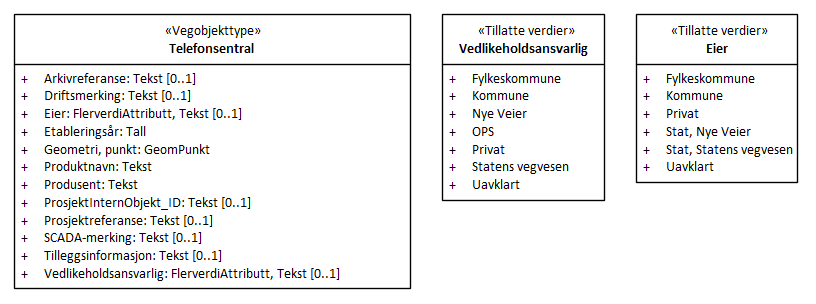 «Vegobjekttype»
Telefonsentral
+ Arkivreferanse: Tekst [0..1]
+ Driftsmerking: Tekst [0..1]
+ Eier: FlerverdiAttributt, Tekst [0..1]
+ Etableringsår: Tall
+ Geometri, punkt: GeomPunkt
+ Produktnavn: Tekst
+ Produsent: Tekst
+ ProsjektInternObjekt_ID: Tekst [0..1]
+ Prosjektreferanse: Tekst [0..1]
+ SCADA-merking: Tekst [0..1]
+ Tilleggsinformasjon: Tekst [0..1]
+ Vedlikeholdsansvarlig: FlerverdiAttributt, Tekst [0..1]
«Tillatte verdier»
Vedlikeholdsansvarlig
+ Fylkeskommune
+ Kommune
+ Nye Veier
+ OPS
+ Privat
+ Statens vegvesen
+ Uavklart
«Tillatte verdier»
Eier
+ Fylkeskommune
+ Kommune
+ Privat
+ Stat, Nye Veier
+ Stat, Statens vegvesen
+ Uavklart